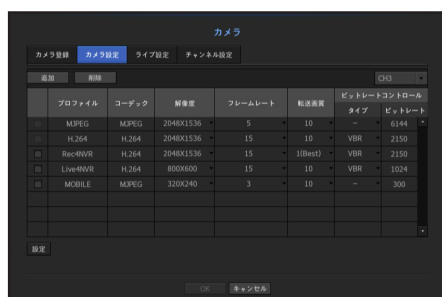 カメラ
カメラ登録 カメラ設定 ライブ設定 チャンネル設定
追加 削除 CH3
プロファイル コーデック 解像度 フレームレート 転送画質 ビットレートコントロール
タイプ ビットレート
MJPEG MJPEG 2048X1536 5 10 - 6144
H.264 H.264 2048X1536 15 10 VBR 2150
Rec4NVR H.264 2048X1536 15 1(Best) VBR 2150
Live4NVR H.264 800X600 15 10 VBR 1024
MOBILE MJPEG 320X240 3 10 - 300
設定
OK キャンセル